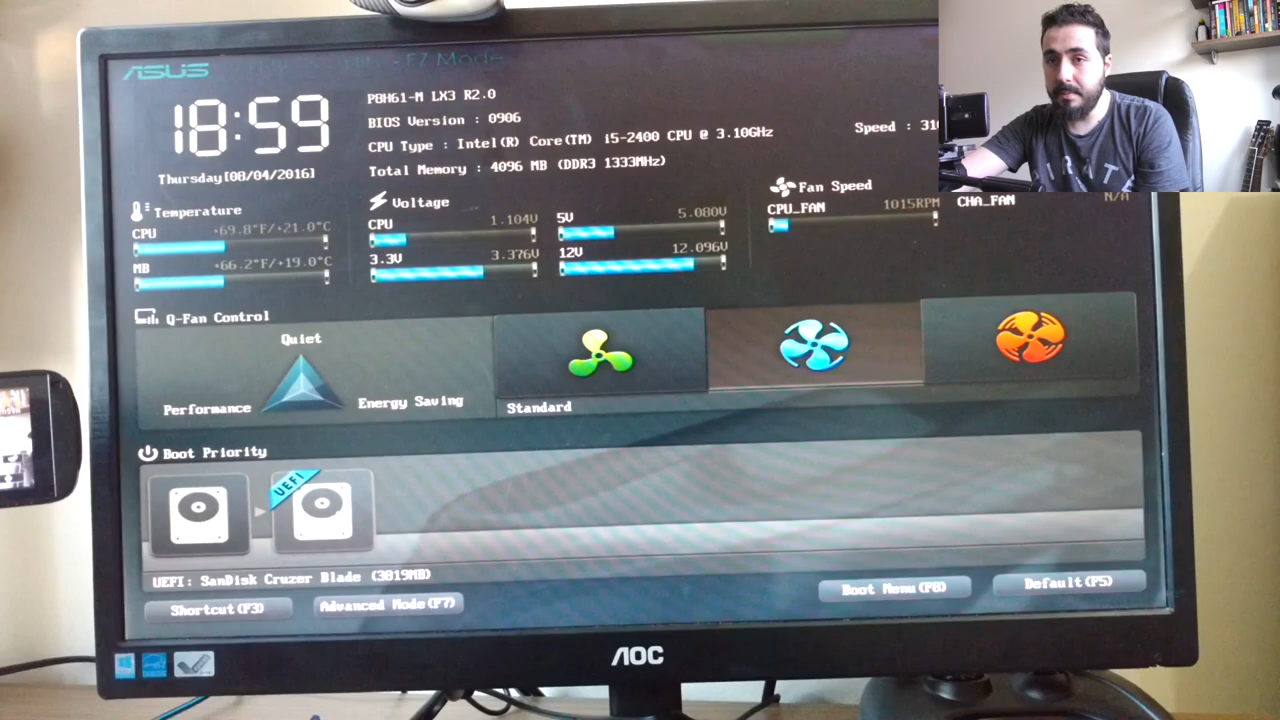 ASUS
EZ Mode
18:59
Thursday[08/04/2016]
P8H61-M LX3 R2.0
BIOS Version : 0906
CPU Type : Intel(R) Core(TM) i5-2400 CPU @ 3.10GHz
Speed : 310
Total Memory : 4096 MB (DDR3 1333MHz)
Temperature
CPU +69.8°F/+21.0°C
MB +66.2°F/+19.0°C
Voltage
CPU 1.104V 5V 5.080V
3.3V 3.376V 12V 12.096V
Fan Speed
CPU_FAN 1015RPM CHA_FAN N/A
Q-Fan Control
Quiet
Performance
Energy Saving
Standard
Boot Priority
UEFI
UEFI: SanDisk Cruzer Blade (3819MB)
Shortcut(F3)
Advanced Mode(F7)
Boot Menu(F8)
Default(F5)
AOC